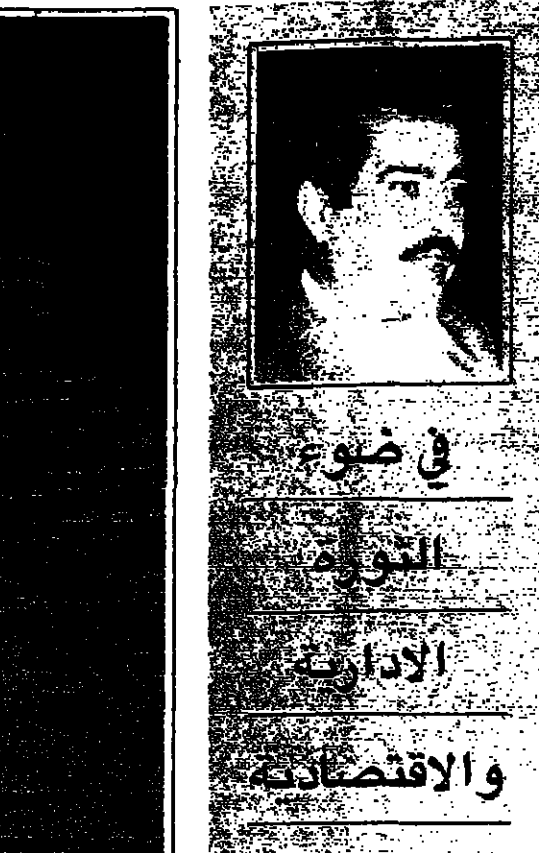 في ضوء
الثورة
الادارية
والاقتصادية